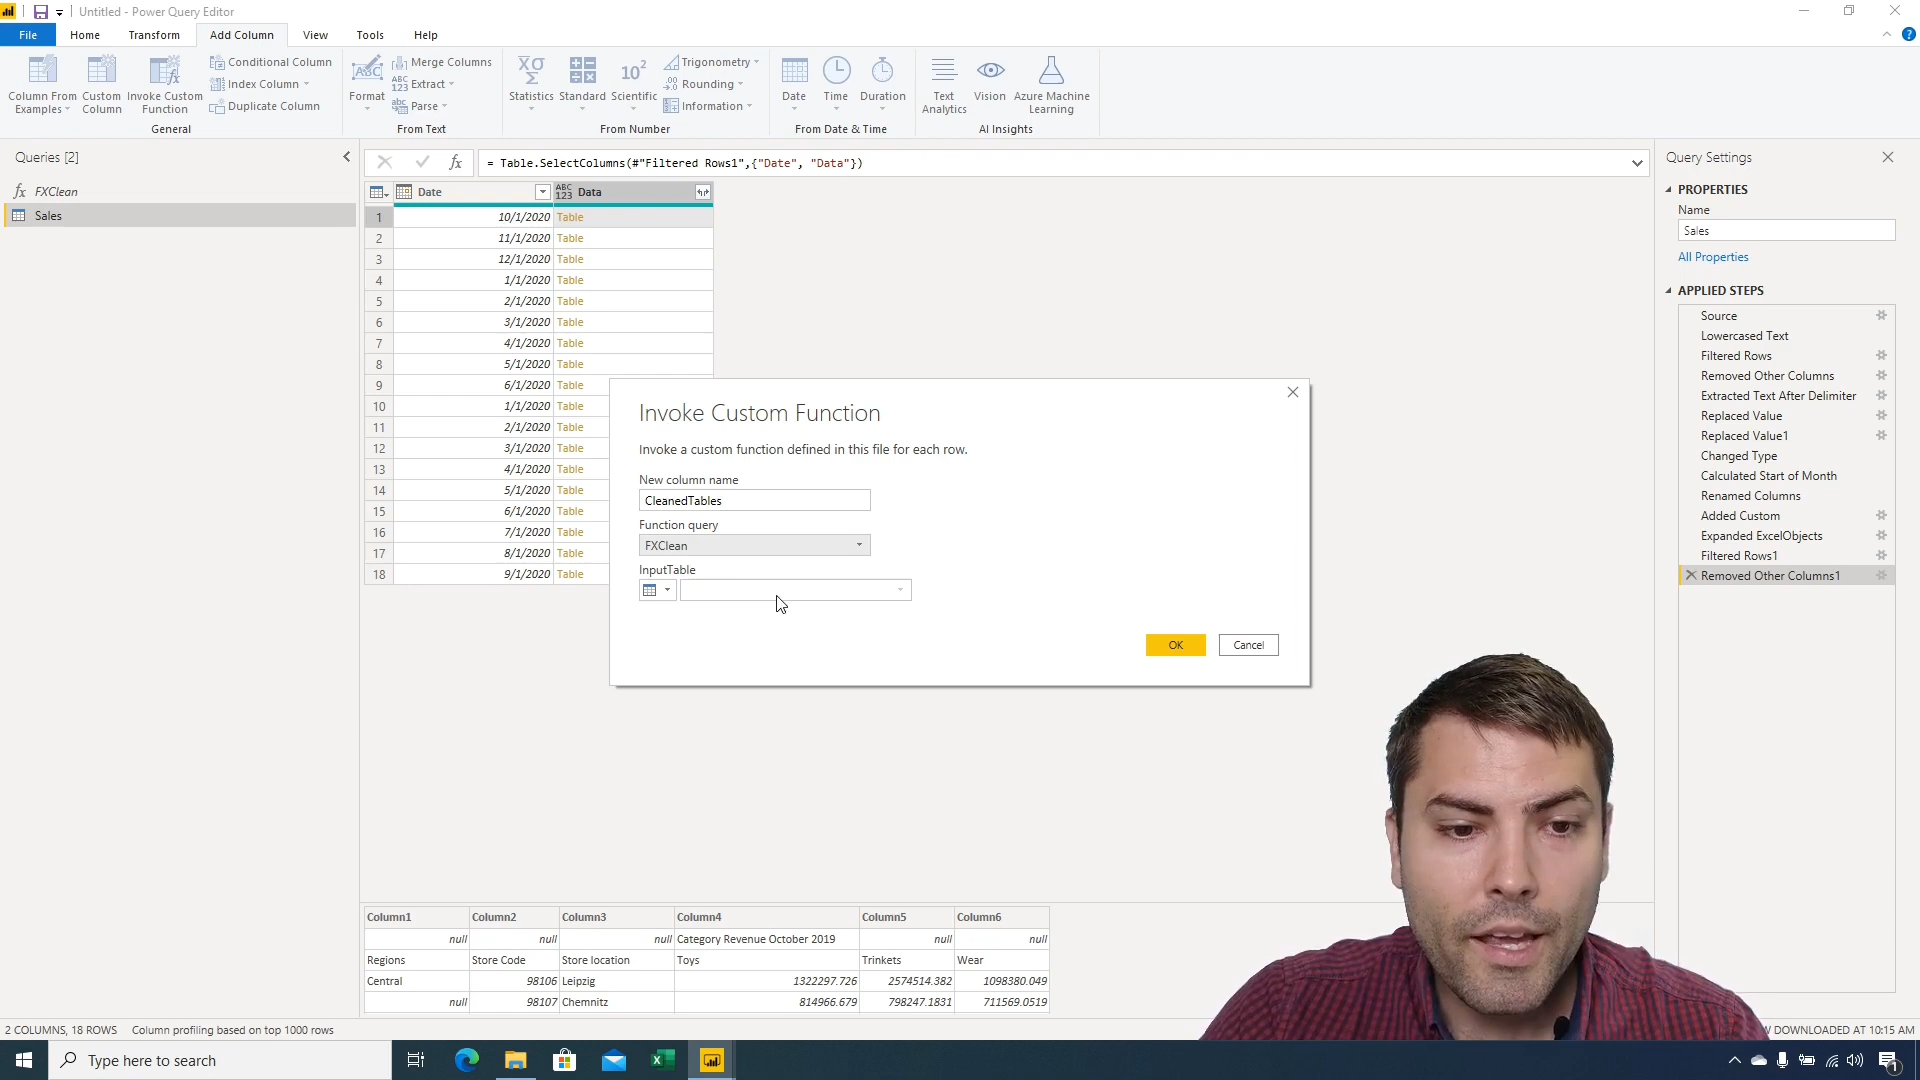 Untitled - Power Query Editor
File
Home
Transform
Add Column
View
Tools
Help
Column From
Examples
Custom
Column
Invoke Custom
Function
Conditional Column
Index Column
Duplicate Column
General
Format
Merge Columns
Extract
Parse
From Text
Statistics
Standard
Scientific
Trigonometry
Rounding
Information
From Number
Date
Time
Duration
From Date & Time
Text
Analytics
Vision
Azure Machine
Learning
AI Insights
Queries [2]
FXClean
Sales
= Table.SelectColumns(#"Filtered Rows1",{"Date", "Data"})
Date
ABC
123
Data
1 10/1/2020 Table
2 11/1/2020 Table
3 12/1/2020 Table
4 1/1/2020 Table
5 2/1/2020 Table
6 3/1/2020 Table
7 4/1/2020 Table
8 5/1/2020 Table
9 6/1/2020 Table
10 1/1/2020 Table
11 2/1/2020 Table
12 3/1/2020 Table
13 4/1/2020 Table
14 5/1/2020 Table
15 6/1/2020 Table
16 7/1/2020 Table
17 8/1/2020 Table
18 9/1/2020 Table
Invoke Custom Function
Invoke a custom function defined in this file for each row.
New column name
CleanedTables
Function query
FXClean
InputTable
OK
Cancel
Query Settings
PROPERTIES
Name
Sales
All Properties
APPLIED STEPS
Source
Lowercased Text
Filtered Rows
Removed Other Columns
Extracted Text After Delimiter
Replaced Value
Replaced Value1
Changed Type
Calculated Start of Month
Renamed Columns
Added Custom
Expanded ExcelObjects
Filtered Rows1
Removed Other Columns1
Column1 Column2 Column3 Column4 Column5 Column6
null null null Category Revenue October 2019 null null
Regions Store Code Store location Toys Trinkets Wear
Central 98106 Leipzig 1322297.726 2574514.382 1098380.049
null 98107 Chemnitz 814966.679 798247.1831 711569.0519
2 COLUMNS, 18 ROWS
Column profiling based on top 1000 rows
DOWNLOADED AT 10:15 AM
Type here to search
1